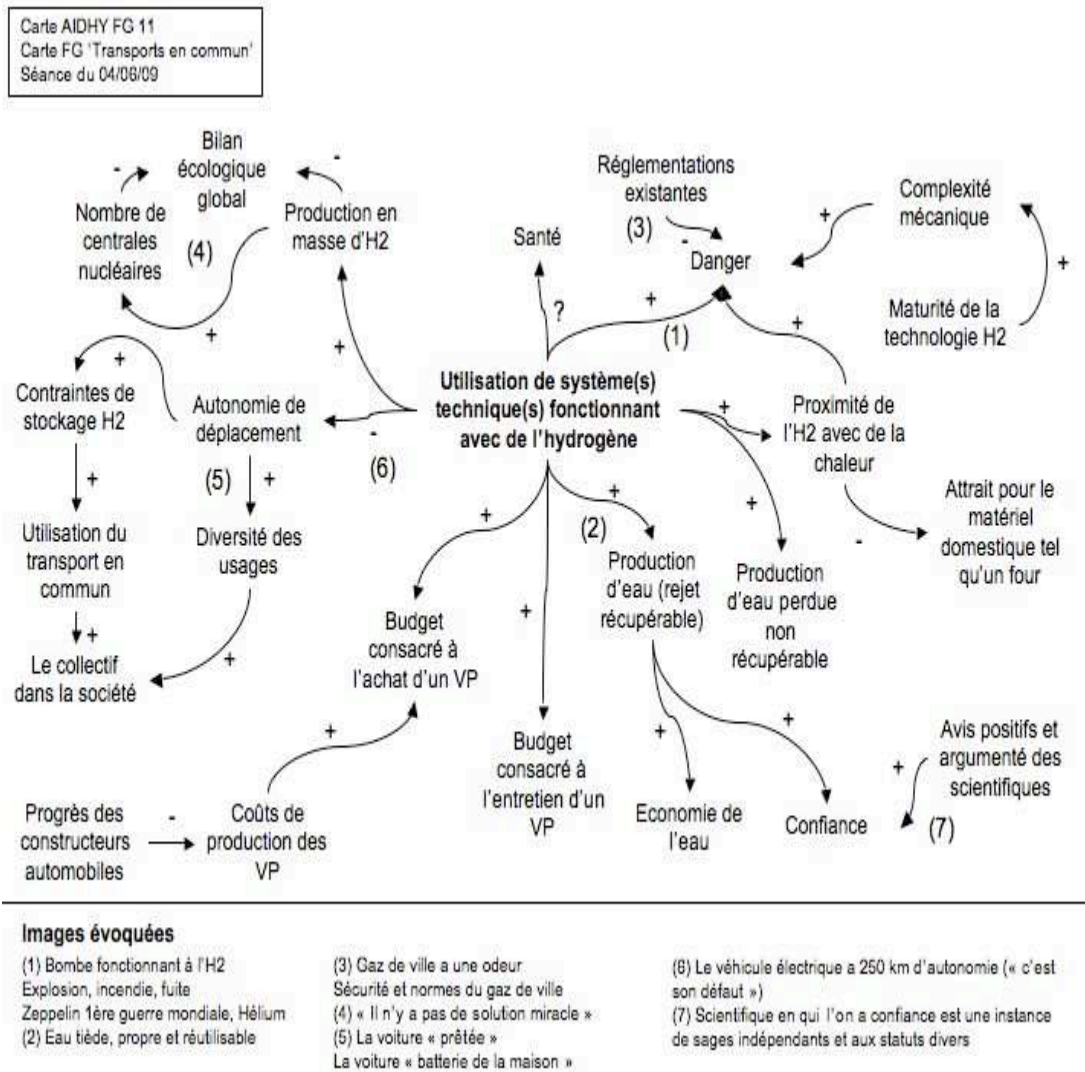 Carte AIDHY FG 11
Carte FG 'Transports en commun'
Séance du 04/06/09
Bilan
écologique
global
-
-
Nombre de
centrales
nucléaires
(4)
Production en
masse d'H2
+
+
Santé
?
Réglementations
existantes
(3)
-
Danger
+
(1)
+
Complexité
mécanique
+
+
Maturité de la
technologie H2
Utilisation de système(s)
technique(s) fonctionnant
avec de l'hydrogène
Contraintes de
stockage H2
+
Autonomie de
déplacement
-
(6)
+
(5)
+
Utilisation du
transport en
commun
+
Diversité des
usages
+
Le collectif
dans la société
+
Proximité de
l'H2 avec de la
chaleur
-
Attrait pour le
matériel
domestique tel
qu'un four
+
Budget
consacré à
l'achat d'un VP
+
+
Budget
consacré à
l'entretien d'un
VP
+
(2)
Production
d'eau (rejet
récupérable)
+
Production
d'eau perdue
non
récupérable
+
Economie de
l'eau
+
Confiance
+
(7)
Avis positifs et
argumenté des
scientifiques
Progrès des
constructeurs
automobiles
-
Coûts de
production des
VP
Images évoquées
(1) Bombe fonctionnant à l'H2
Explosion, incendie, fuite
Zeppelin 1ère guerre mondiale, Hélium
(2) Eau tiède, propre et réutilisable
(3) Gaz de ville a une odeur
Sécurité et normes du gaz de ville
(4) « Il n'y a pas de solution miracle »
(5) La voiture « prêtée »
La voiture « batterie de la maison »
(6) Le véhicule électrique a 250 km d'autonomie (« c'est
son défaut »)
(7) Scientifique en qui l'on a confiance est une instance
de sages indépendants et aux statuts divers